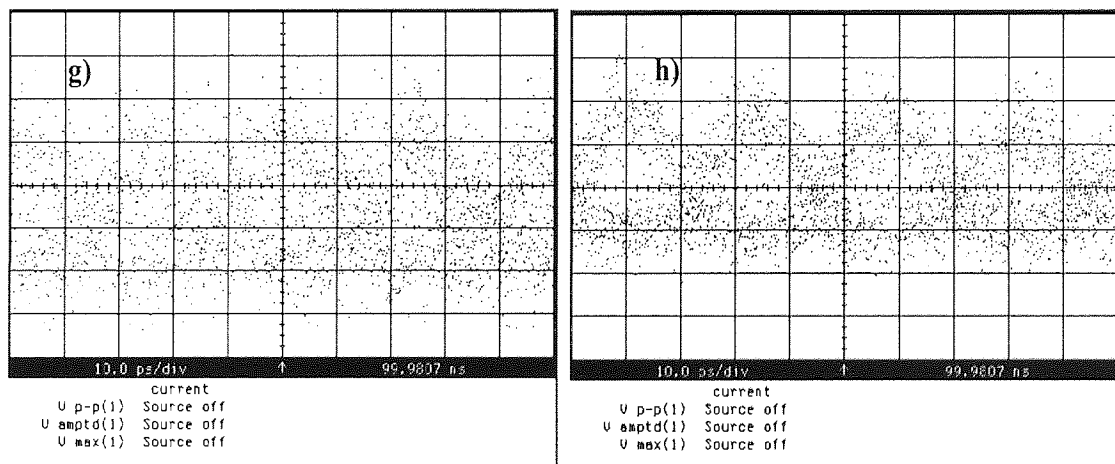 g)
10.0 ps/div 99.9807 ns
current
V p-p(1) Source off
V amptd(1) Source off
V max(1) Source off
h)
10.0 ps/div 99.9807 ns
current
V p-p(1) Source off
V amptd(1) Source off
V max(1) Source off